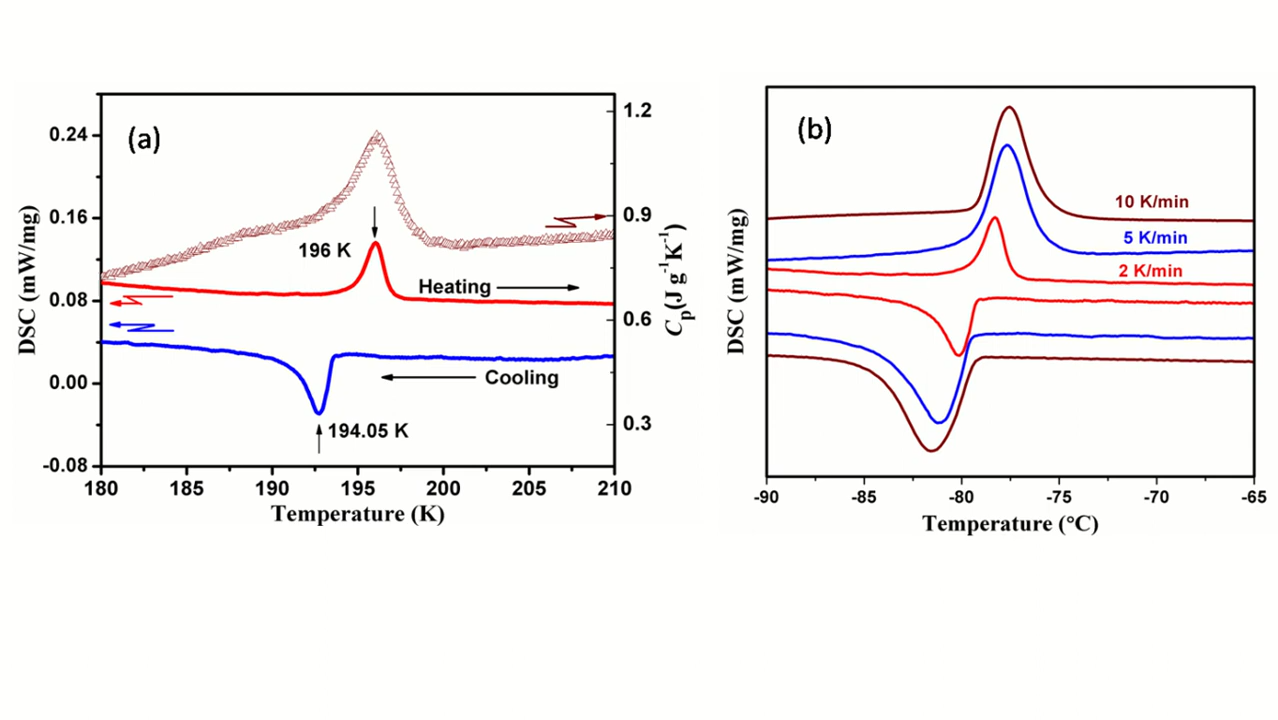 (a)
0.24
0.16
0.08
0.00
-0.08
DSC (mW/mg)
196 K
Heating
Cooling
194.05 K
1.2
0.9
0.6
0.3
Cp(J g-1K-1)
180 185 190 195 200 205 210
Temperature (K)
(b)
DSC (mW/mg)
10 K/min
5 K/min
2 K/min
-90 -85 -80 -75 -70 -65
Temperature (°C)